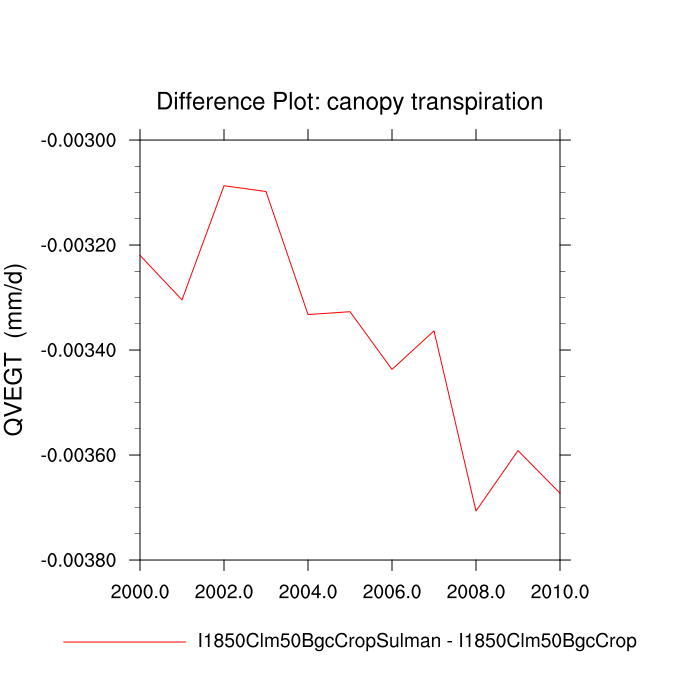 Difference Plot: canopy transpiration
-0.00300
-0.00320
-0.00340
-0.00360
-0.00380
QVEGT (mm/d)
2000.0 2002.0 2004.0 2006.0 2008.0 2010.0
I1850Clm50BgcCropSulman - I1850Clm50BgcCrop